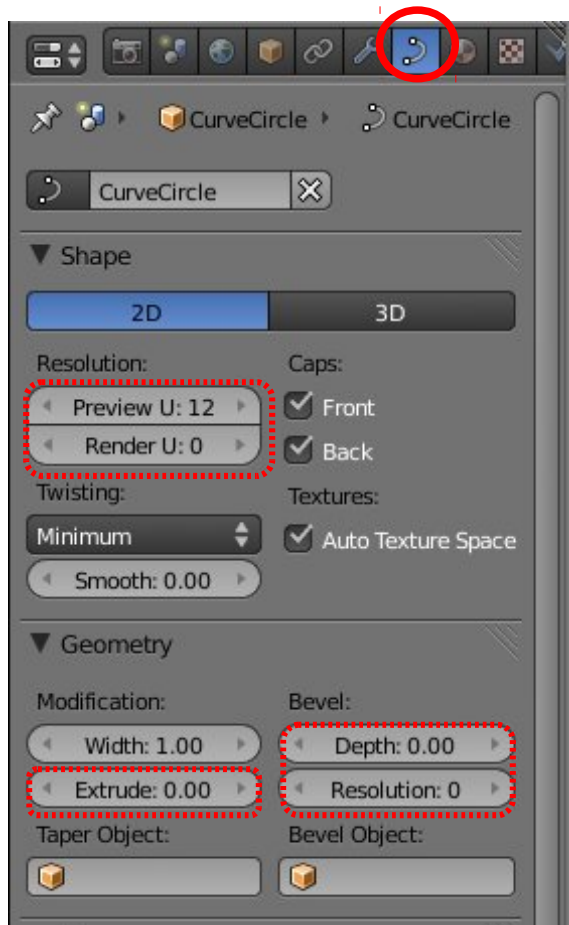 CurveCircle CurveCircle
CurveCircle
Shape
2D 3D
Resolution: Caps:
Preview U: 12 Front
Render U: 0 Back
Twisting: Textures:
Minimum Auto Texture Space
Smooth: 0.00
Geometry
Modification: Bevel:
Width: 1.00 Depth: 0.00
Extrude: 0.00 Resolution: 0
Taper Object: Bevel Object: